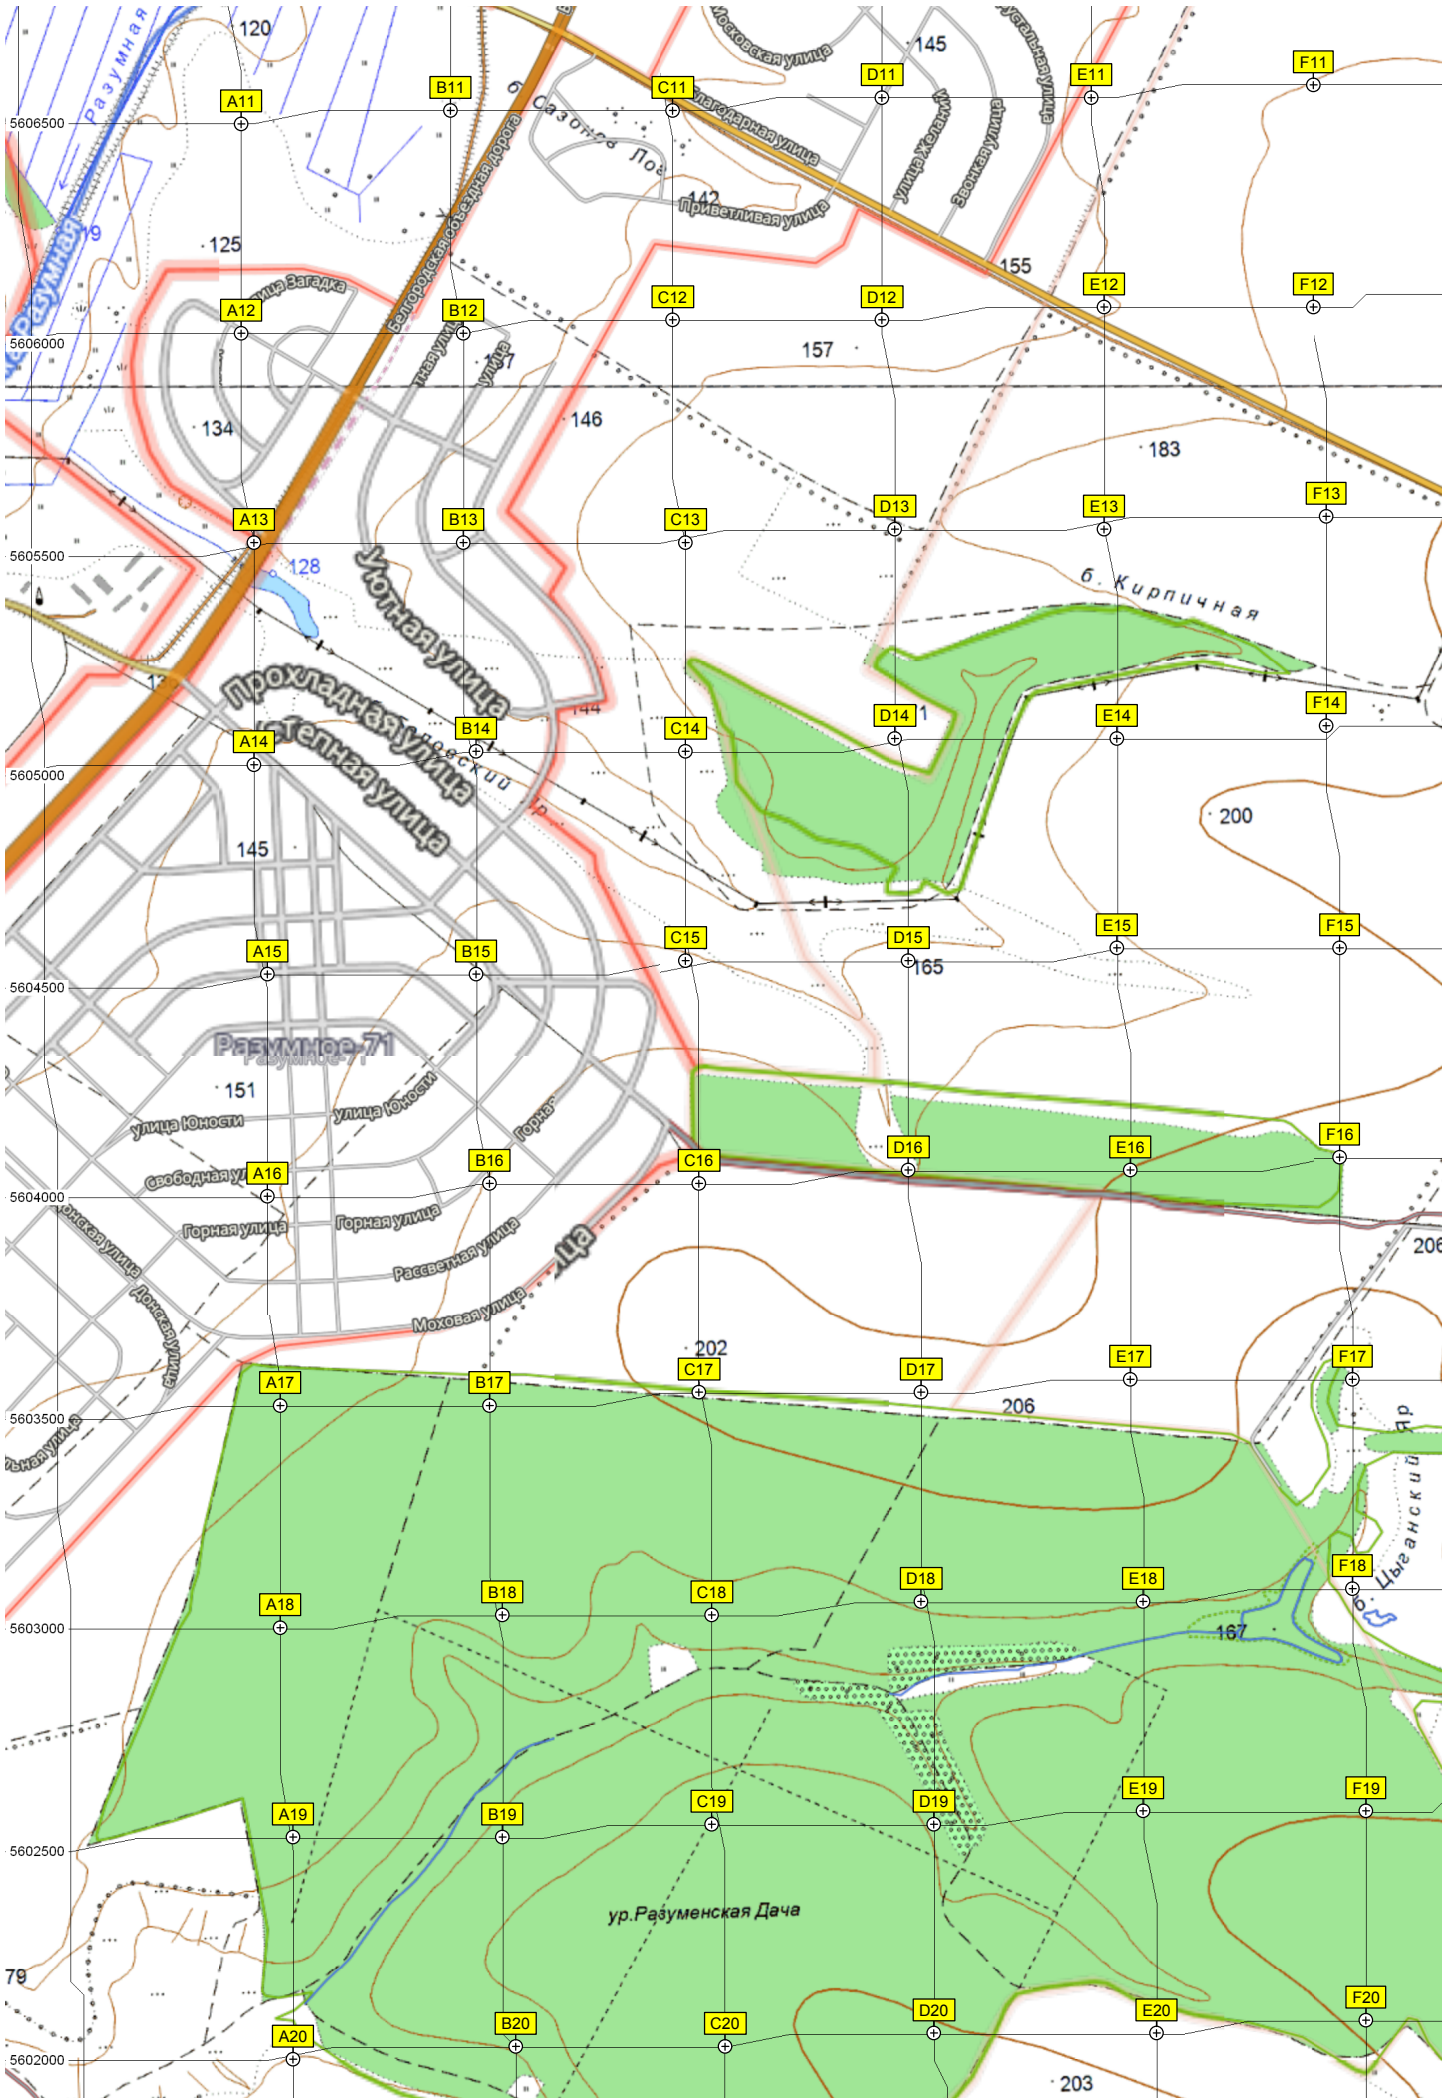 120
Разумная
145
Московская улица
A11
B11
C11
D11
E11
F11
5606500
б. Сазонов Лог
Благодарная улица
улица Желаний
Звонкая улица
142
Приветливая улица
19
125
Белгородская объездная дорога
155
Разумная
A12
B12
C12
D12
E12
F12
5606000
улица
157
134
146
183
A13
B13
C13
D13
E13
F13
5605500
128
Уютная улица
б. Кирпичная
Прохладная улица
144
A14
B14
C14
D14
E14
F14
5605000
200
145
A15
B15
C15
D15
E15
F15
165
5604500
Разумное-71
151
улица Юности
улица Юности
Горная
A16
B16
C16
D16
E16
F16
5604000
Горная улица
Горная улица
Рассветная улица
206
Донская улица
Моховая улица
202
A17
B17
C17
D17
E17
F17
206
5603500
б. Цыганский Яр
A18
B18
C18
D18
E18
F18
5603000
167
A19
B19
C19
D19
E19
F19
5602500
ур.Разуменская Дача
79
A20
B20
C20
D20
E20
F20
5602000
203